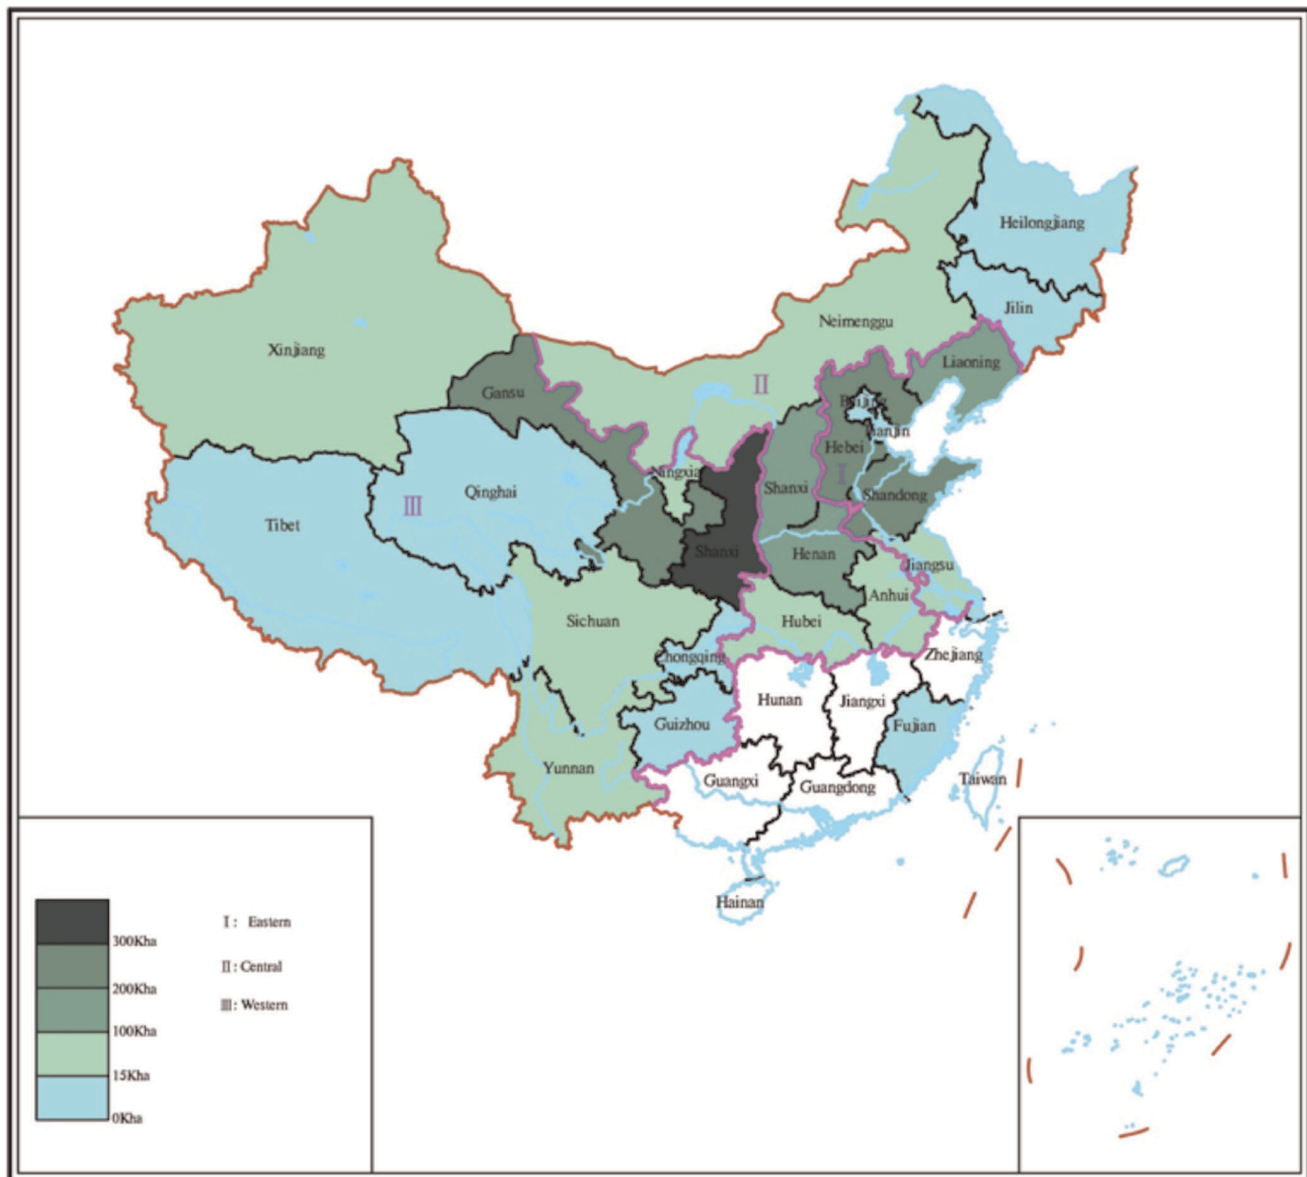 Heilongjiang
Jilin
Neimenggu
Xinjiang
Liaoning
Ⅱ
Gansu
Beijing
Tianjin
Hebei
Ningxia
Ⅰ
Shanxi
Shandong
Qinghai
Ⅲ
Tibet
Shanxi
Henan
Jiangsu
Anhui
Sichuan
Hubei
Chongqing
Zhejiang
Hunan
Jiangxi
Guizhou
Fujian
Yunnan
Guangxi
Guangdong
Taiwan
Hainan
300Kha
200Kha
100Kha
15Kha
0Kha
Ⅰ: Eastern
Ⅱ: Central
Ⅲ: Western